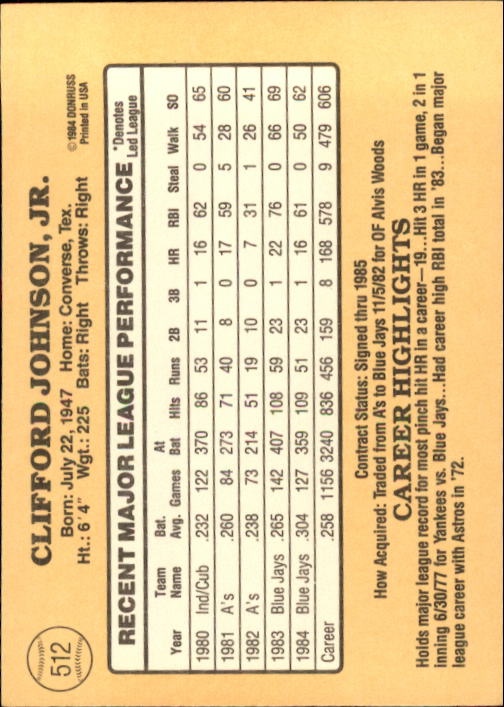 512
CLIFFORD JOHNSON, JR.
©1984 DONRUSS
Printed in USA
Born: July 22, 1947 Home: Converse, Tex.
Ht.: 6´4˝ Wgt.: 225 Bats: Right Throws: Right
RECENT MAJOR LEAGUE PERFORMANCE *Denotes Led League
Year Team Name Bat. Avg. Games At Bat Hits Runs 2B 3B HR RBI Steal Walk SO
1980 Ind/Cub .232 122 370 86 53 11 1 16 62 0 54 65
1981 A's .260 84 273 71 40 8 0 17 59 5 28 60
1982 A's .238 73 214 51 19 10 0 7 31 1 26 41
1983 Blue Jays .265 142 407 108 59 23 1 22 76 0 66 69
1984 Blue Jays .304 127 359 109 51 23 1 16 61 0 50 62
Career .258 1156 3240 836 456 159 8 168 578 9 479 606
Contract Status: Signed thru 1985
How Acquired: Traded from A's to Blue Jays 11/5/82 for OF Alvis Woods
CAREER HIGHLIGHTS
Holds major league record for most pinch hit HR in a career—19...Hit 3 HR in 1 game, 2 in 1
inning 6/30/77 for Yankees vs. Blue Jays...Had career high RBI total in '83...Began major
league career with Astros in '72.